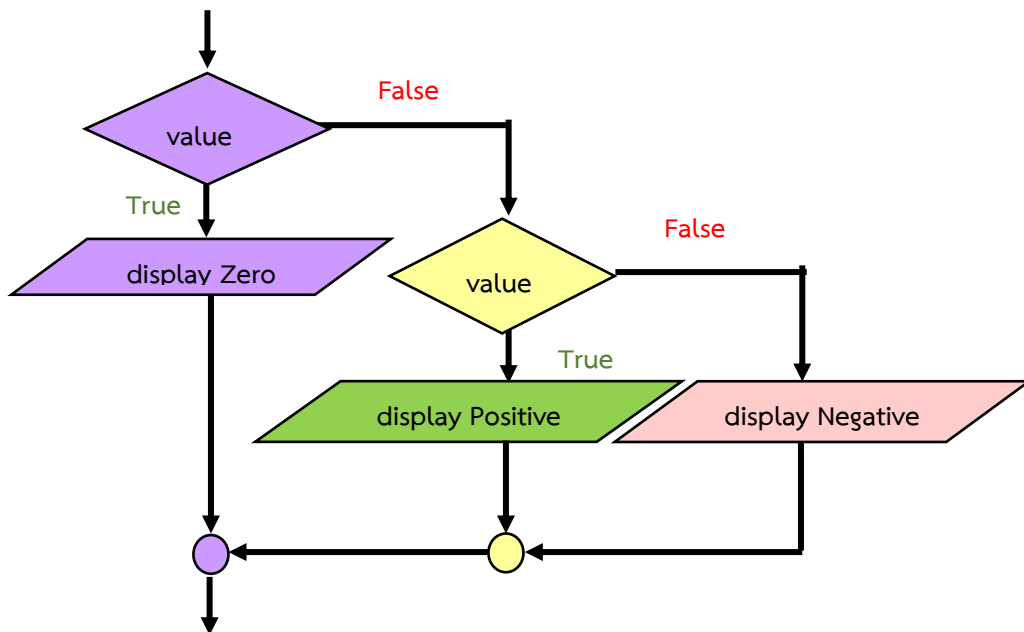 False
value
True
False
display Zero
value
True
display Positive
display Negative